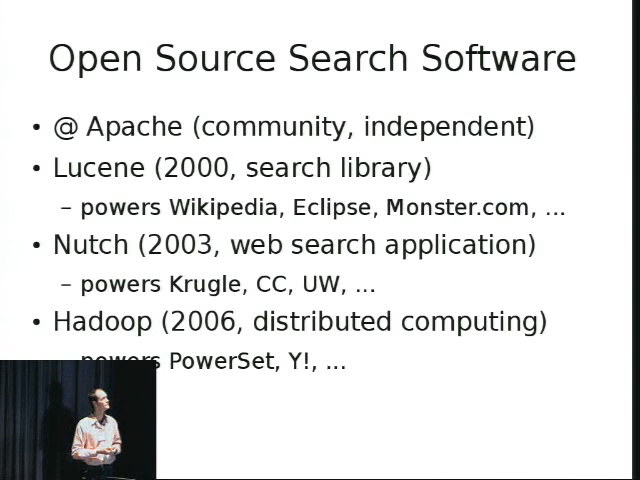 Open Source Search Software
• @ Apache (community, independent)
• Lucene (2000, search library)
– powers Wikipedia, Eclipse, Monster.com, ...
• Nutch (2003, web search application)
– powers Krugle, CC, UW, ...
• Hadoop (2006, distributed computing)
powers PowerSet, Y!, ...